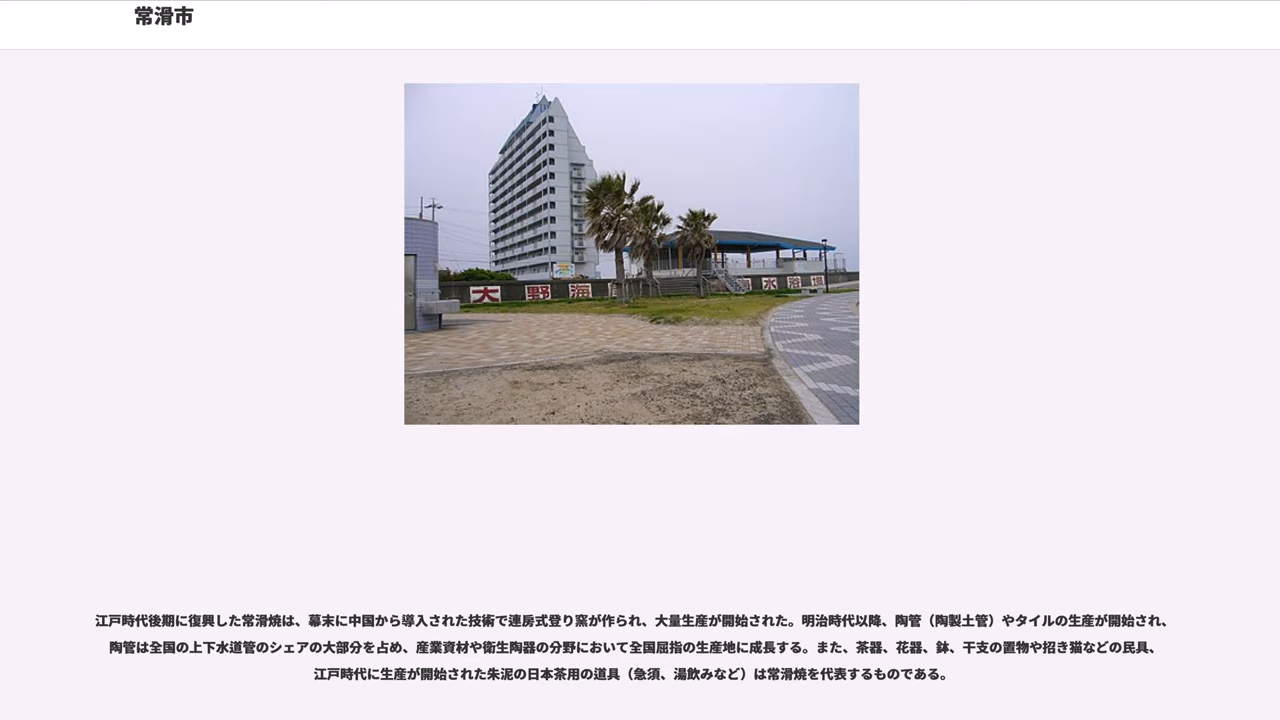 常滑市
大野海水浴場
江戸時代後期に復興した常滑焼は、幕末に中国から導入された技術で連房式登り窯が作られ、大量生産が開始された。明治時代以降、陶管（陶製土管）やタイルの生産が開始され、
陶管は全国の上下水道管のシェアの大部分を占め、産業資材や衛生陶器の分野において全国屈指の生産地に成長する。また、茶器、花器、鉢、干支の置物や招き猫などの民具、
江戸時代に生産が開始された朱泥の日本茶用の道具（急須、湯飲みなど）は常滑焼を代表するものである。